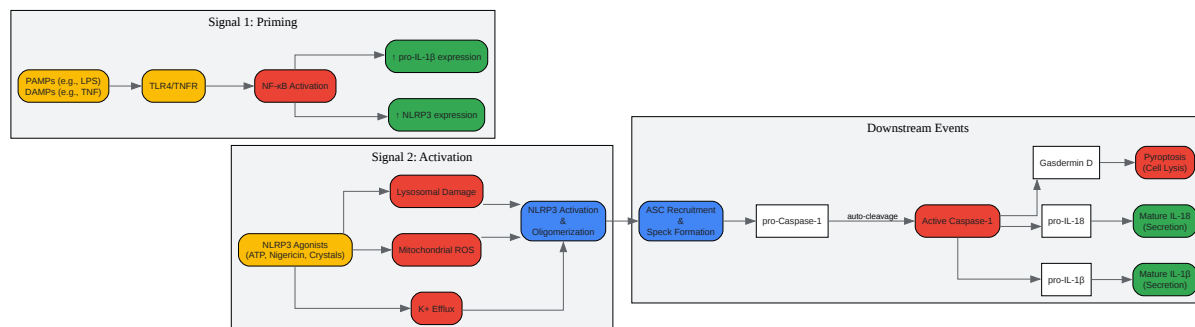 Signal 1: Priming
PAMPs (e.g., LPS)
DAMPs (e.g., TNF)
TLR4/TNFR
NF-κB Activation
↑ pro-IL-1β expression
↑ NLRP3 expression
Signal 2: Activation
NLRP3 Agonists
(ATP, Nigericin, Crystals)
Lysosomal Damage
Mitochondrial ROS
K+ Efflux
NLRP3 Activation
&
Oligomerization
Downstream Events
ASC Recruitment
&
Speck Formation
pro-Caspase-1
auto-cleavage
Active Caspase-1
Gasdermin D
pro-IL-18
pro-IL-1β
Pyroptosis
(Cell Lysis)
Mature IL-18
(Secretion)
Mature IL-1β
(Secretion)